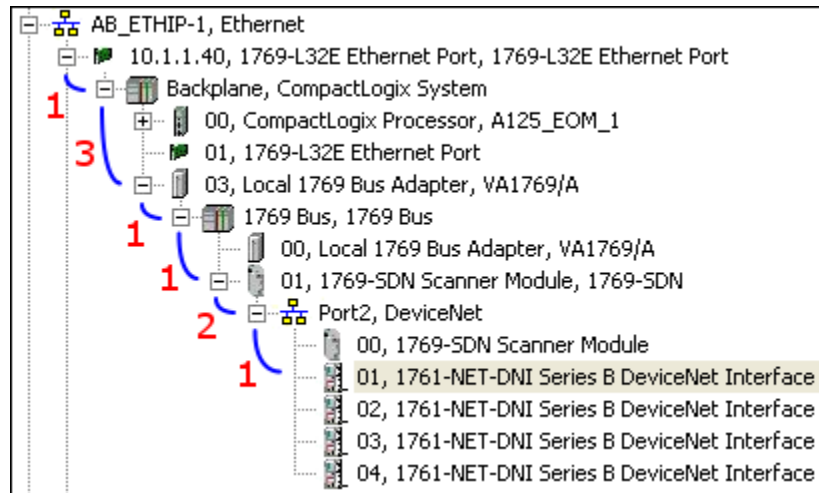 AB_ETHIP-1, Ethernet
10.1.1.40, 1769-L32E Ethernet Port, 1769-L32E Ethernet Port
1 Backplane, CompactLogix System
00, CompactLogix Processor, A125_EOM_1
3 01, 1769-L32E Ethernet Port
03, Local 1769 Bus Adapter, VA1769/A
1 1769 Bus, 1769 Bus
00, Local 1769 Bus Adapter, VA1769/A
1 01, 1769-SDN Scanner Module, 1769-SDN
2 Port2, DeviceNet
00, 1769-SDN Scanner Module
1 01, 1761-NET-DNI Series B DeviceNet Interface
02, 1761-NET-DNI Series B DeviceNet Interface
03, 1761-NET-DNI Series B DeviceNet Interface
04, 1761-NET-DNI Series B DeviceNet Interface